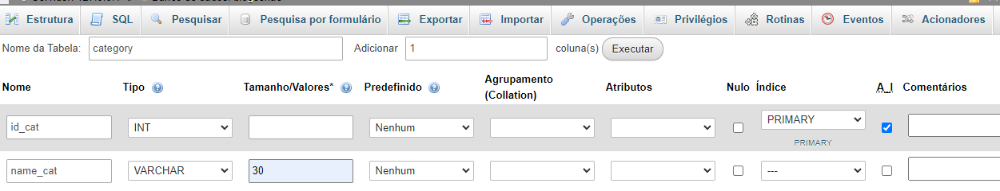 Estrutura SQL Pesquisar Pesquisa por formulário Exportar Importar Operações Privilégios Rotinas Eventos Acionadores
Nome da Tabela: category Adicionar 1 coluna(s) Executar
Nome Tipo Tamanho/Valores* Predefinido Agrupamento (Collation) Atributos Nulo Índice A_I Comentários
id_cat INT Nenhum PRIMARY
PRIMARY
name_cat VARCHAR 30 Nenhum ---